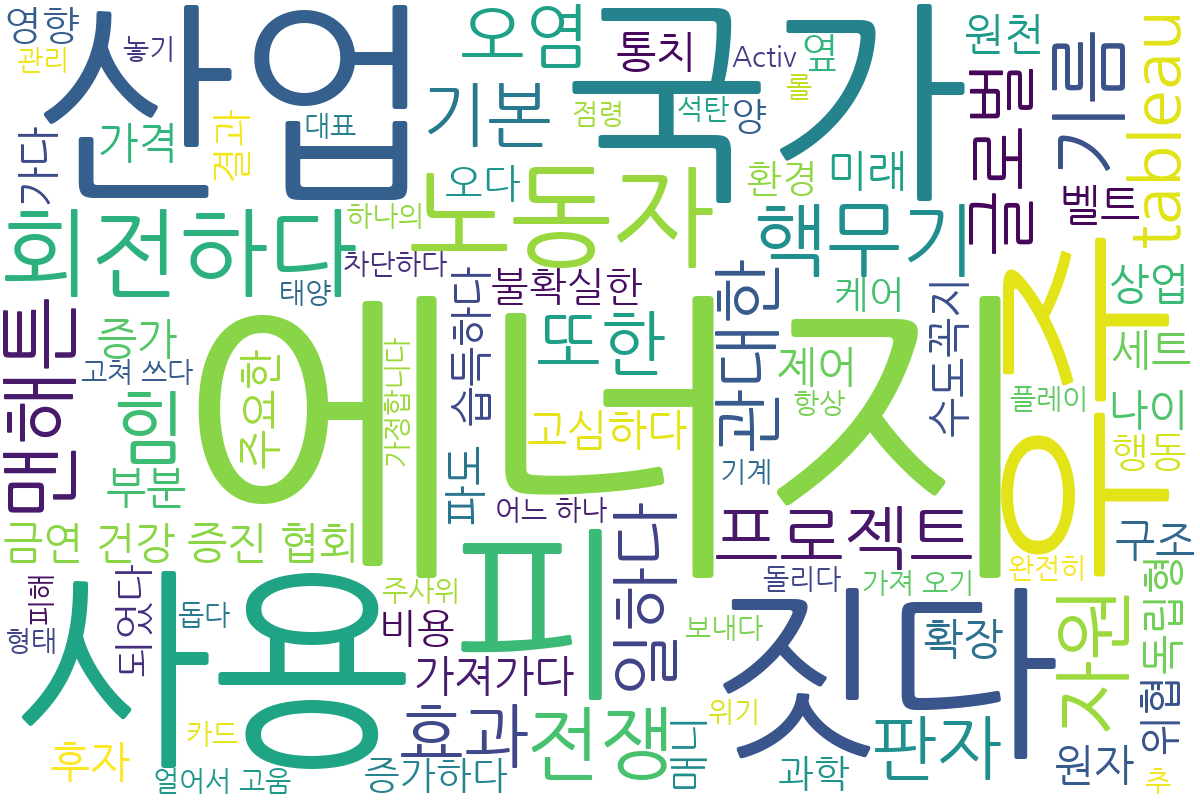 영향
관리
놓기
산업
오염
통치
Activ
옆
롤
원천
글로벌
기름
tableau
국가
가격
결과
대표
기본
점령
석탄
양
가다
오다
노동자
환경
미래
벨트
회전하다
하나의
차단하다
태양
핵무기
불확실한
습득하다
관대한
케어
수도꼭지
상업
세트
우주
맨해튼
증가
고쳐 쓰다
주요한
가정합니다
에너지
또한
제어
항상
플레이
나이
힘
고심하다
행동
부분
파도
기계
어느 하나
금연 건강 증진 협회
일하다
프로젝트
구조
완전히
피해
되었다
사용
돕다
주사위
피
돌리다
가져 오기
형태
비용
보내다
짓다
확장
자원
독립형
가져가다
위협
후자
카드
효과
전쟁
매니
위기
판자
얼어서 고움
증가하다
과학
원자
추